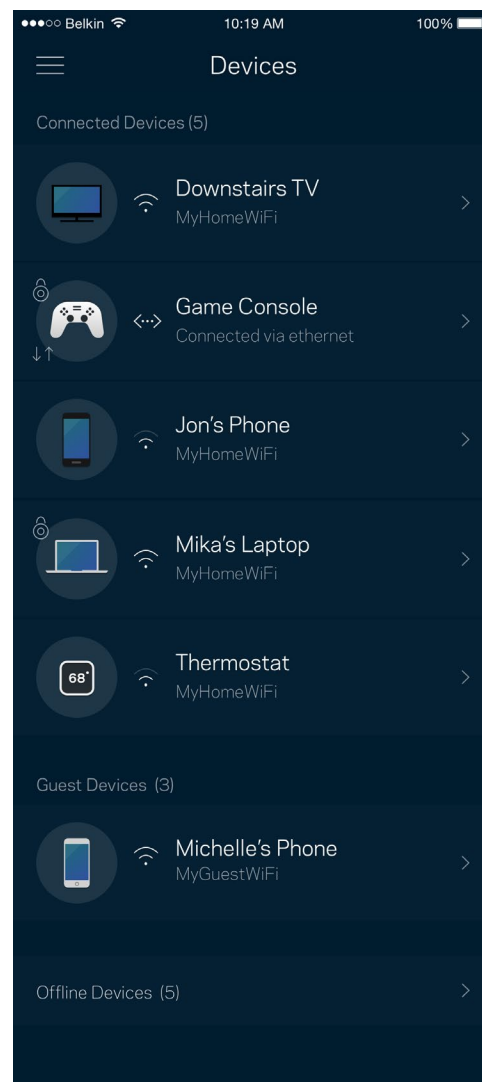 Belkin 10:19 AM 100%
Devices
Connected Devices (5)
Downstairs TV
MyHomeWiFi
Game Console
Connected via ethernet
Jon's Phone
MyHomeWiFi
Mika's Laptop
MyHomeWiFi
68°
Thermostat
MyHomeWiFi
Guest Devices (3)
Michelle's Phone
MyGuestWiFi
Offline Devices (5)